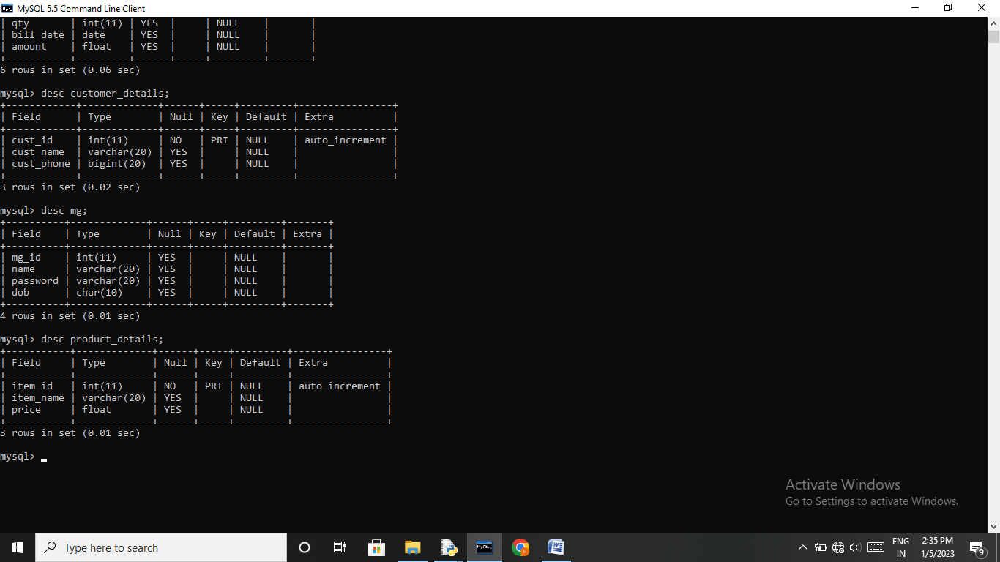 MySQL 5.5 Command Line Client
| qty       | int(11) | YES  |     | NULL    |       |
| bill_date | date    | YES  |     | NULL    |       |
| amount    | float   | YES  |     | NULL    |       |
+-----------+---------+------+-----+---------+-------+
6 rows in set (0.06 sec)
mysql> desc customer_details;
+------------+-------------+------+-----+---------+----------------+
| Field      | Type        | Null | Key | Default | Extra          |
+------------+-------------+------+-----+---------+----------------+
| cust_id    | int(11)     | NO   | PRI | NULL    | auto_increment |
| cust_name  | varchar(20) | YES  |     | NULL    |                |
| cust_phone | bigint(20)  | YES  |     | NULL    |                |
+------------+-------------+------+-----+---------+----------------+
3 rows in set (0.02 sec)
mysql> desc mg;
+----------+-------------+------+-----+---------+-------+
| Field    | Type        | Null | Key | Default | Extra |
+----------+-------------+------+-----+---------+-------+
| mg_id    | int(11)     | YES  |     | NULL    |       |
| name     | varchar(20) | YES  |     | NULL    |       |
| password | varchar(20) | YES  |     | NULL    |       |
| dob      | char(10)    | YES  |     | NULL    |       |
+----------+-------------+------+-----+---------+-------+
4 rows in set (0.01 sec)
mysql> desc product_details;
+-----------+-------------+------+-----+---------+----------------+
| Field     | Type        | Null | Key | Default | Extra          |
+-----------+-------------+------+-----+---------+----------------+
| item_id   | int(11)     | NO   | PRI | NULL    | auto_increment |
| item_name | varchar(20) | YES  |     | NULL    |                |
| price     | float       | YES  |     | NULL    |                |
+-----------+-------------+------+-----+---------+----------------+
3 rows in set (0.01 sec)
mysql> _
Activate Windows
Go to Settings to activate Windows.
Type here to search
MySQL
W
ENG
IN
2:35 PM
1/5/2023
9